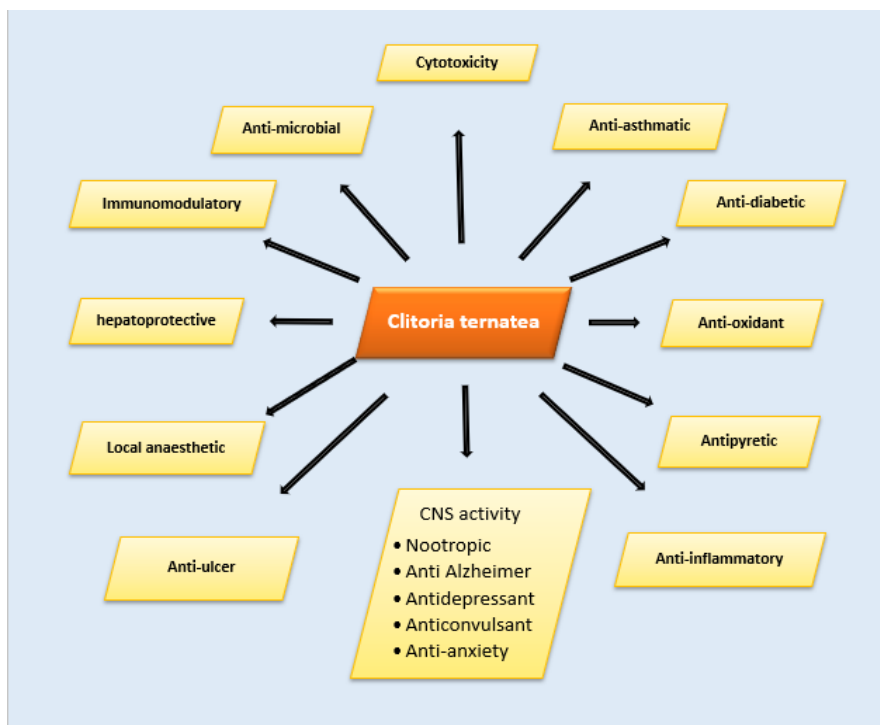 Cytotoxicity
Anti-microbial
Anti-asthmatic
Immunomodulatory
Anti-diabetic
Clitoria ternatea
hepatoprotective
Anti-oxidant
Local anaesthetic
Antipyretic
CNS activity
• Nootropic
• Anti Alzheimer
• Antidepressant
• Anticonvulsant
• Anti-anxiety
Anti-ulcer
Anti-inflammatory